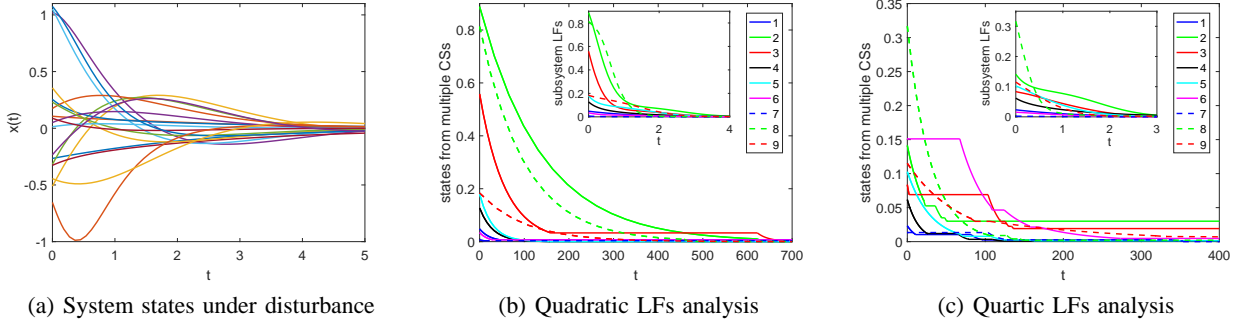 1
0.5
0
-0.5
-1
x(t)
0 1 2 3 4 5
t
(a) System states under disturbance
states from multiple CSs
0.8
0.6
0.4
0.2
0
0 100 200 300 400 500 600 700
t
subsystem LFs
0.8
0.6
0.4
0.2
0
0 2 4
t
1
2
3
4
5
6
7
8
9
(b) Quadratic LFs analysis
states from multiple CSs
0.35
0.3
0.25
0.2
0.15
0.1
0.05
0
0 100 200 300 400
t
subsystem LFs
0.3
0.2
0.1
0
0 1 2 3
t
1
2
3
4
5
6
7
8
9
(c) Quartic LFs analysis